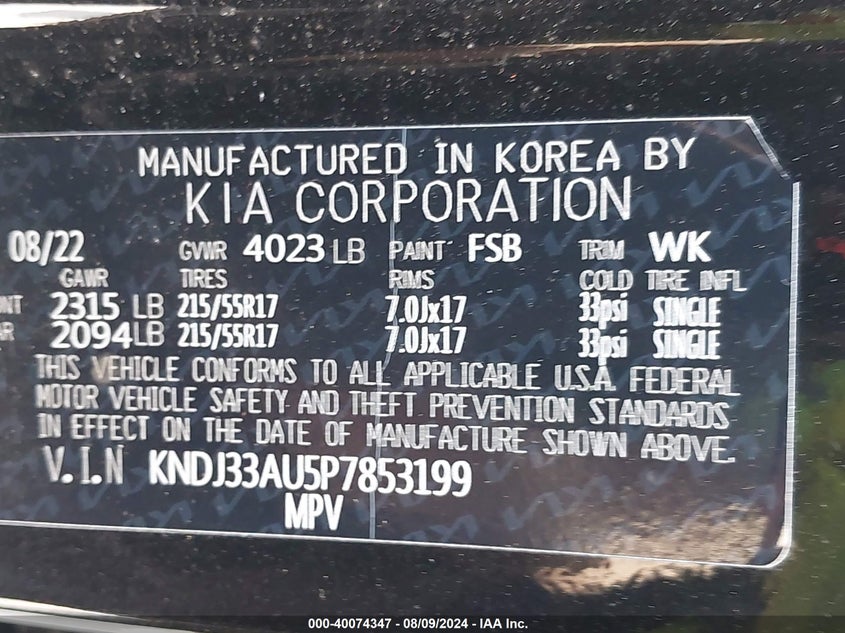 MANUFACTURED IN KOREA BY
KIA CORPORATION
08/22 GVWR 4023 LB PAINT FSB TRIM WK
GAWR TIRES RIMS COLD TIRE INFL
NT 2315 LB 215/55R17 7.0Jx17 33psi SINGLE
AR 2094 LB 215/55R17 7.0Jx17 33psi SINGLE
THIS VEHICLE CONFORMS TO ALL APPLICABLE U.S.A. FEDERAL
MOTOR VEHICLE SAFETY AND THEFT PREVENTION STANDARDS
IN EFFECT ON THE DATE OF MANUFACTURE SHOWN ABOVE.
V.I.N KNDJ33AU5P7853199
MPV
000-40074347 - 08/09/2024 - IAA Inc.